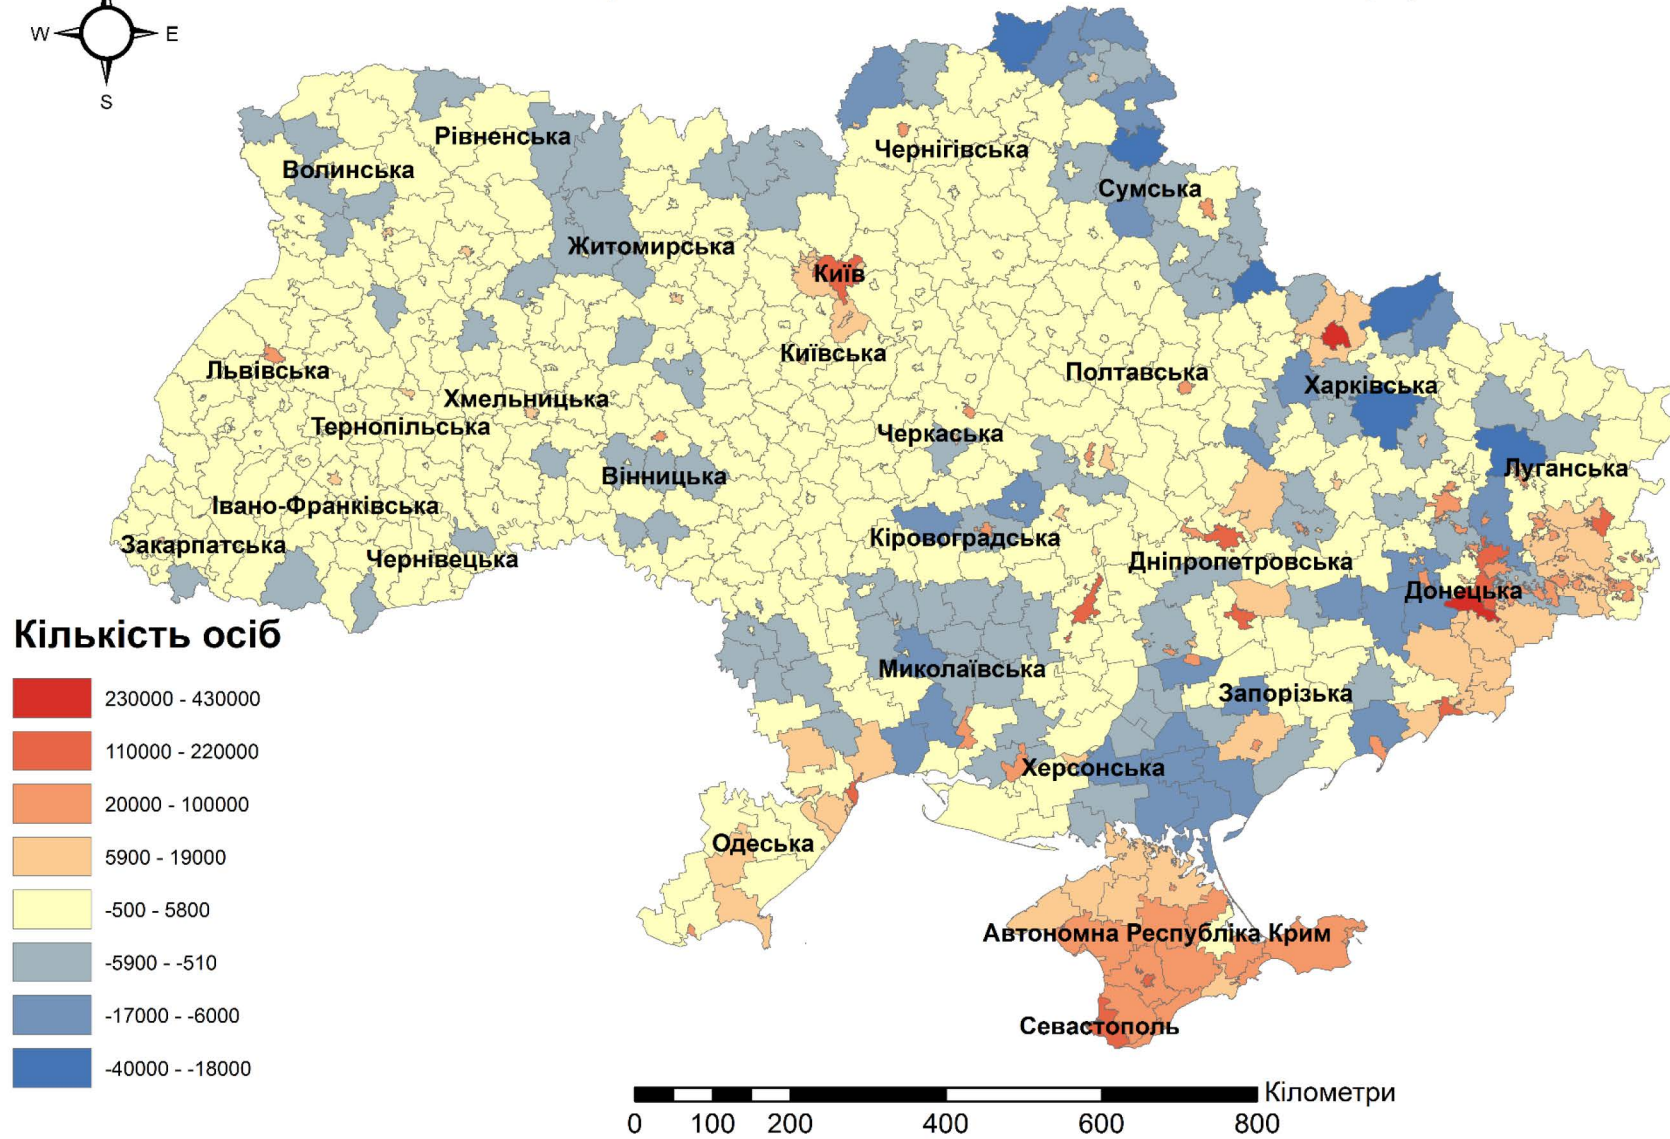 W
E
S
Рівненська
Волинська
Чернігівська
Сумська
Житомирська
Київ
Київська
Львівська
Полтавська
Харківська
Хмельницька
Тернопільська
Черкаська
Вінницька
Луганська
Івано-Франківська
Закарпатська
Чернівецька
Кіровоградська
Дніпропетровська
Донецька
Миколаївська
Запорізька
Херсонська
Одеська
Автономна Республіка Крим
Севастополь
Кількість осіб
230000 - 430000
110000 - 220000
20000 - 100000
5900 - 19000
-500 - 5800
-5900 - -510
-17000 - -6000
-40000 - -18000
Кілометри
0 100 200 400 600 800